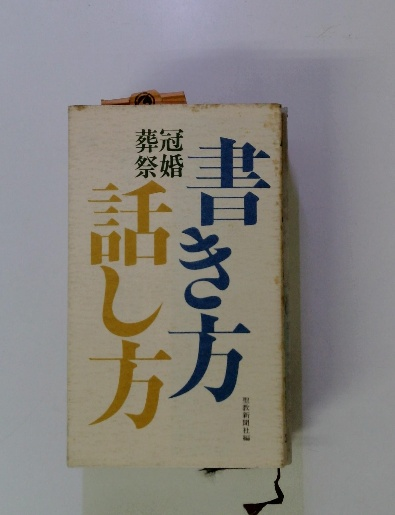 冠婚
葬祭
書き方
話し方
聖教新聞社編